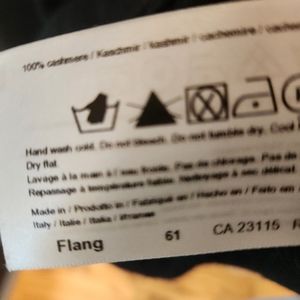 100% cashmere / Kaschmir / kashmir / cachemire / cashmere
Hand wash cold. Do not bleach. Do not tumble dry. Cool
Dry flat.
Lavage à la main / eau froide. Pas de chlorage. Pas de
Repassage à température faible. Nettoyage à sec délicat.
Made in / Prodotto in / Fabriqué en / Hecho en / Feito em
Italy / Italie / Italia /
Flang 61 CA 23115 R